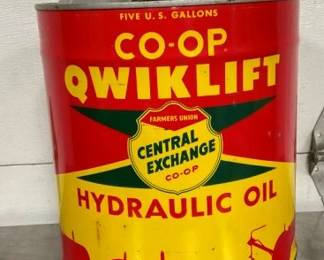 FIVE U.S. GALLONS
CO-OP
QWIKLIFT
FARMERS UNION
CENTRAL
EXCHANGE
CO-OP
HYDRAULIC OIL